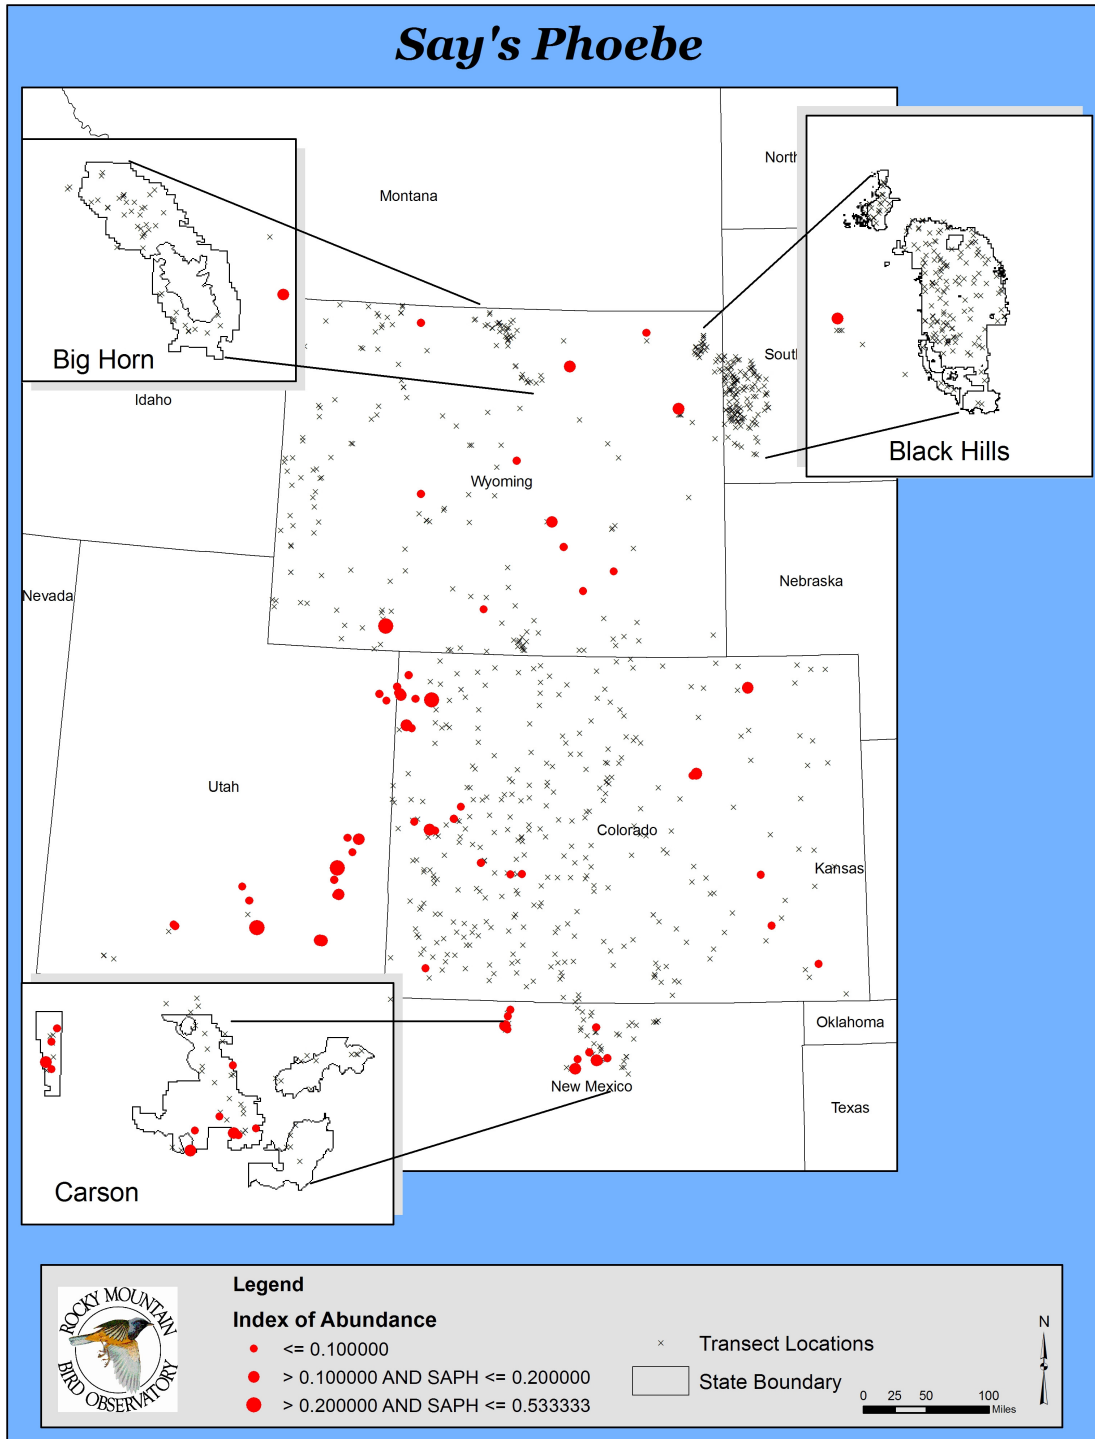 Say's Phoebe
Montana
North
South
Big Horn
Idaho
Black Hills
Wyoming
Nebraska
Nevada
Utah
Colorado
Kansas
Oklahoma
New Mexico
Texas
Carson
Legend
Index of Abundance
<= 0.100000
> 0.100000 AND SAPH <= 0.200000
> 0.200000 AND SAPH <= 0.533333
Transect Locations
State Boundary
N
0 25 50 100
Miles
ROCKY MOUNTAIN
BIRD OBSERVATORY